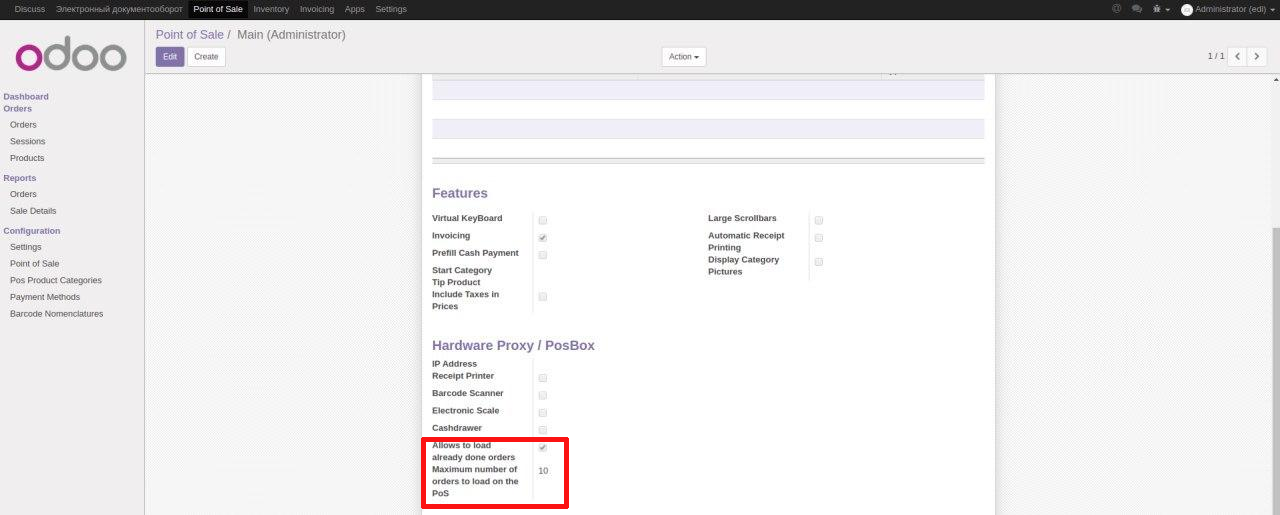 Discuss Электронный документооборот Point of Sale Inventory Invoicing Apps Settings @ Administrator (edi)
odoo
Point of Sale / Main (Administrator)
Edit Create Action 1 / 1
Dashboard
Orders
Orders
Sessions
Products
Reports
Orders
Sale Details
Configuration
Settings
Point of Sale
Pos Product Categories
Payment Methods
Barcode Nomenclatures
Features
Virtual KeyBoard
Invoicing
Prefill Cash Payment
Start Category
Tip Product
Include Taxes in
Prices
Large Scrollbars
Automatic Receipt
Printing
Display Category
Pictures
Hardware Proxy / PosBox
IP Address
Receipt Printer
Barcode Scanner
Electronic Scale
Cashdrawer
Allows to load
already done orders
Maximum number of 10
orders to load on the
PoS